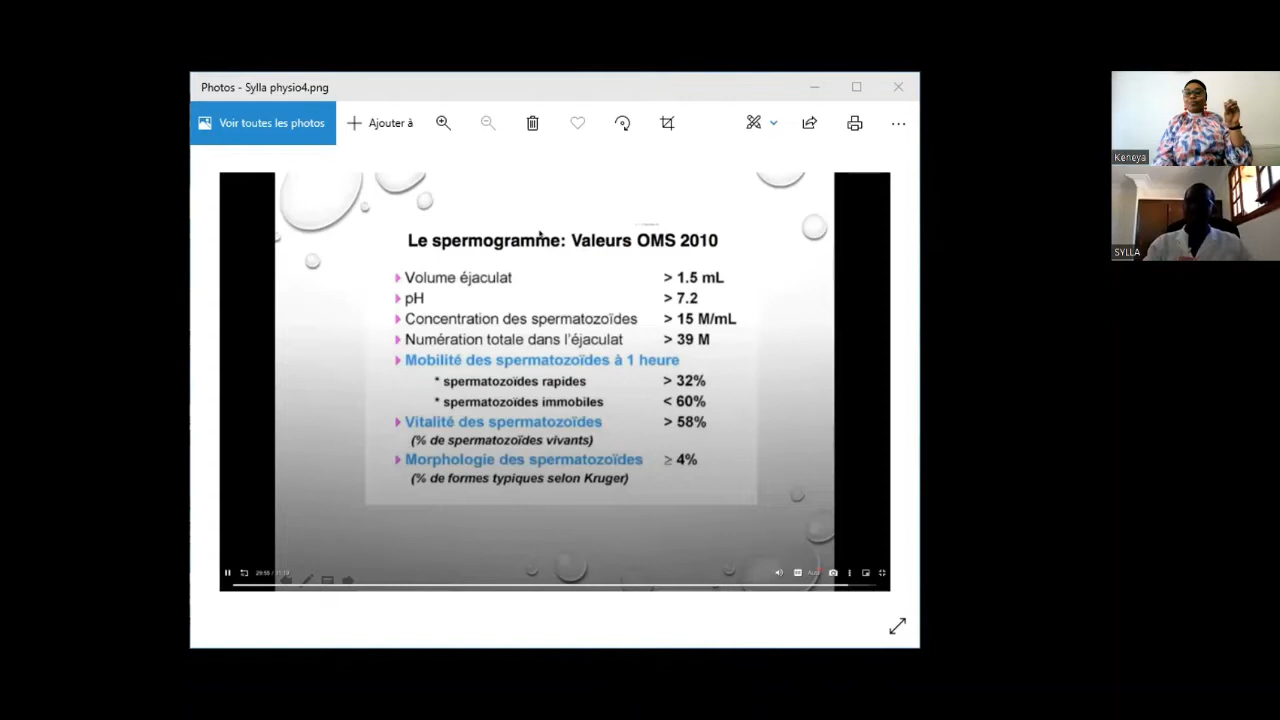 Photos - Sylla physio4.png
Voir toutes les photos
Ajouter à
Le spermogramme: Valeurs OMS 2010
Volume éjaculat > 1.5 mL
pH > 7.2
Concentration des spermatozoïdes > 15 M/mL
Numération totale dans l'éjaculat > 39 M
Mobilité des spermatozoïdes à 1 heure
* spermatozoïdes rapides > 32%
* spermatozoïdes immobiles < 60%
Vitalité des spermatozoïdes > 58%
(% de spermatozoïdes vivants)
Morphologie des spermatozoïdes ≥ 4%
(% de formes typiques selon Kruger)
Keneya
SYLLA